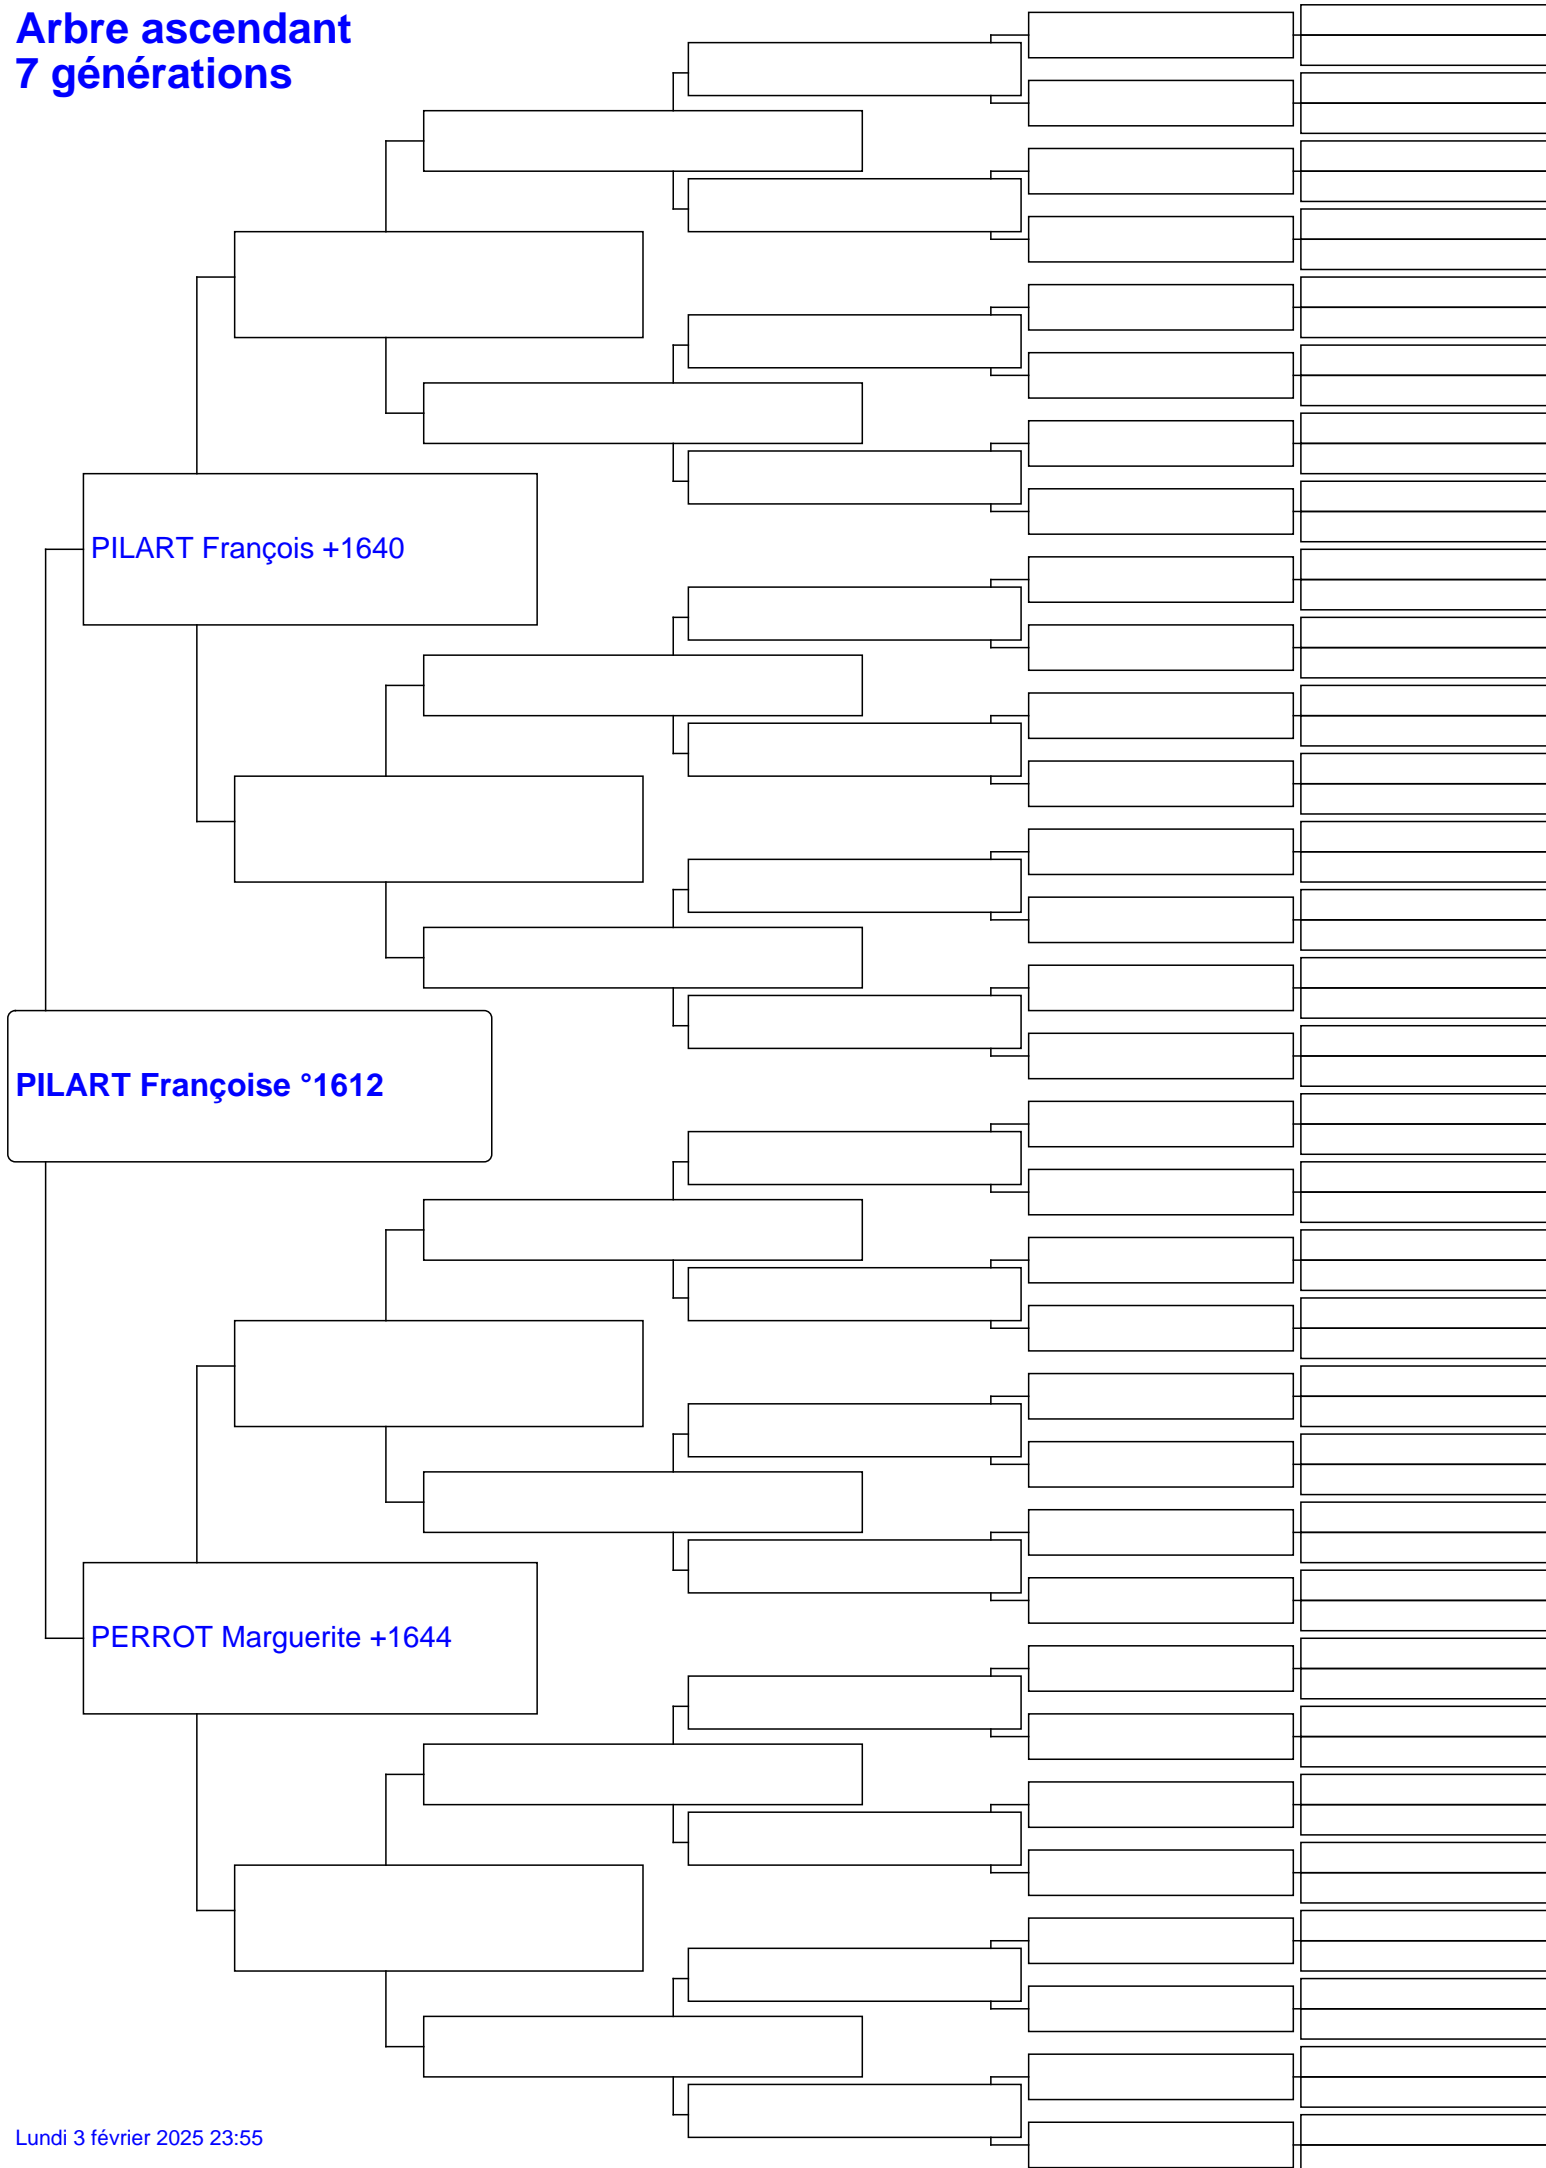 Arbre ascendant
7 générations
PILART François +1640
PILART Françoise °1612
PERROT Marguerite +1644
Lundi 3 février 2025 23:55